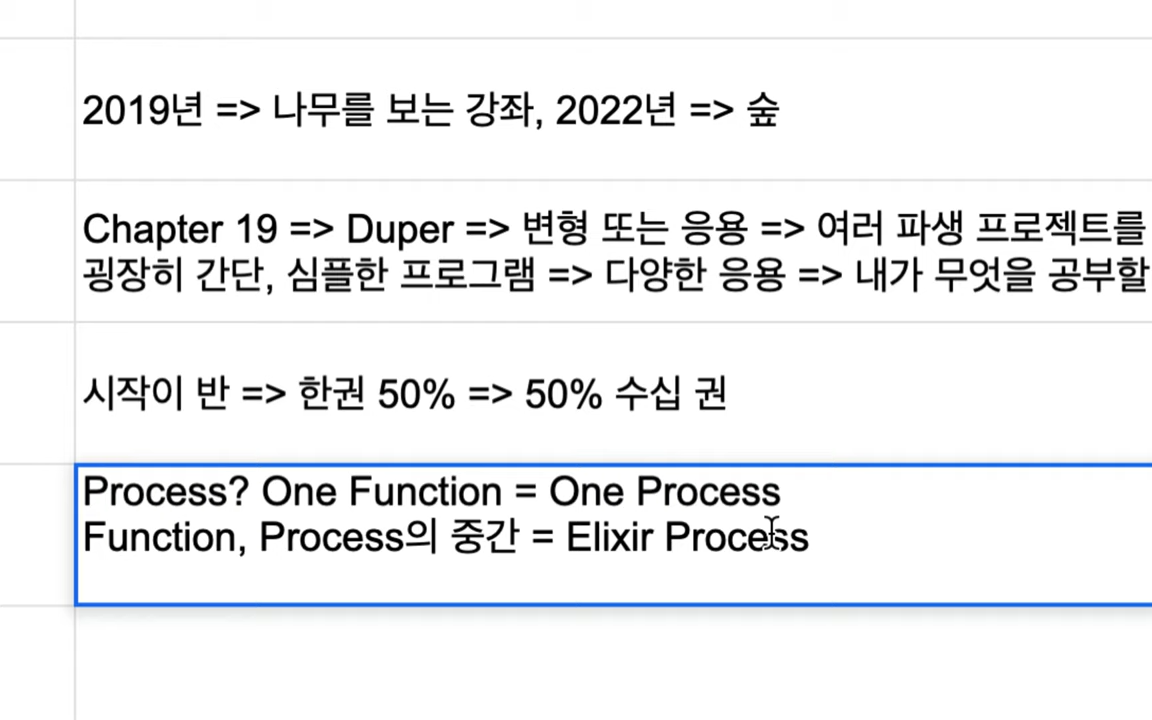 2019년 => 나무를 보는 강좌, 2022년 => 숲
Chapter 19 => Duper => 변형 또는 응용 => 여러 파생 프로젝트를
굉장히 간단, 심플한 프로그램 => 다양한 응용 => 내가 무엇을 공부할
시작이 반 => 한권 50% => 50% 수십 권
Process? One Function = One Process
Function, Process의 중간 = Elixir Process